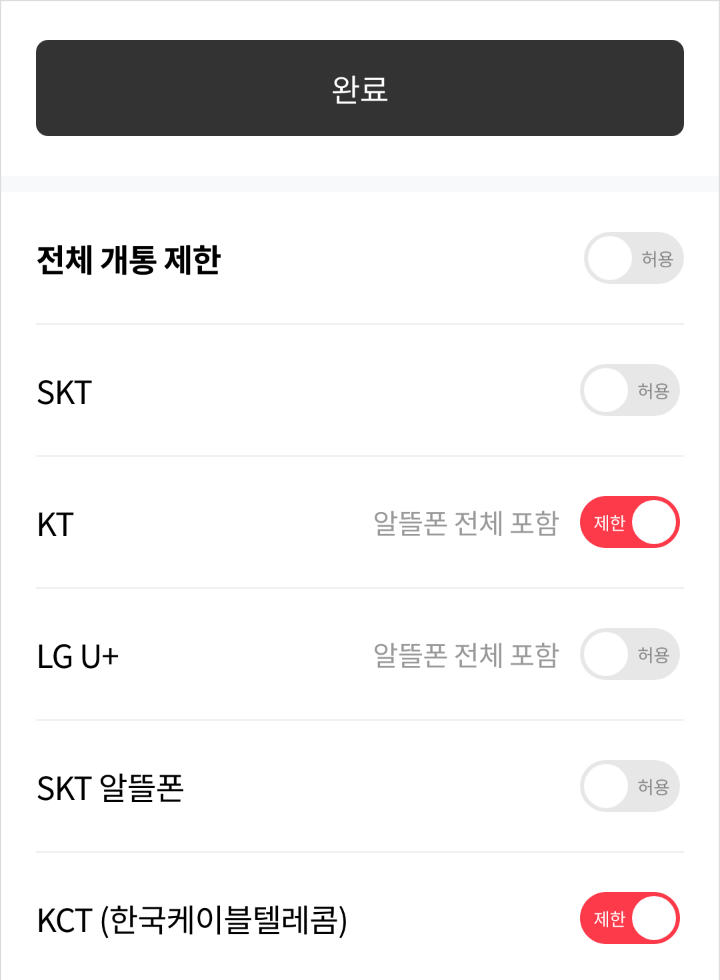 완료
전체 개통 제한 허용
SKT 허용
KT 알뜰폰 전체 포함 제한
LG U+ 알뜰폰 전체 포함 허용
SKT 알뜰폰 허용
KCT (한국케이블텔레콤) 제한